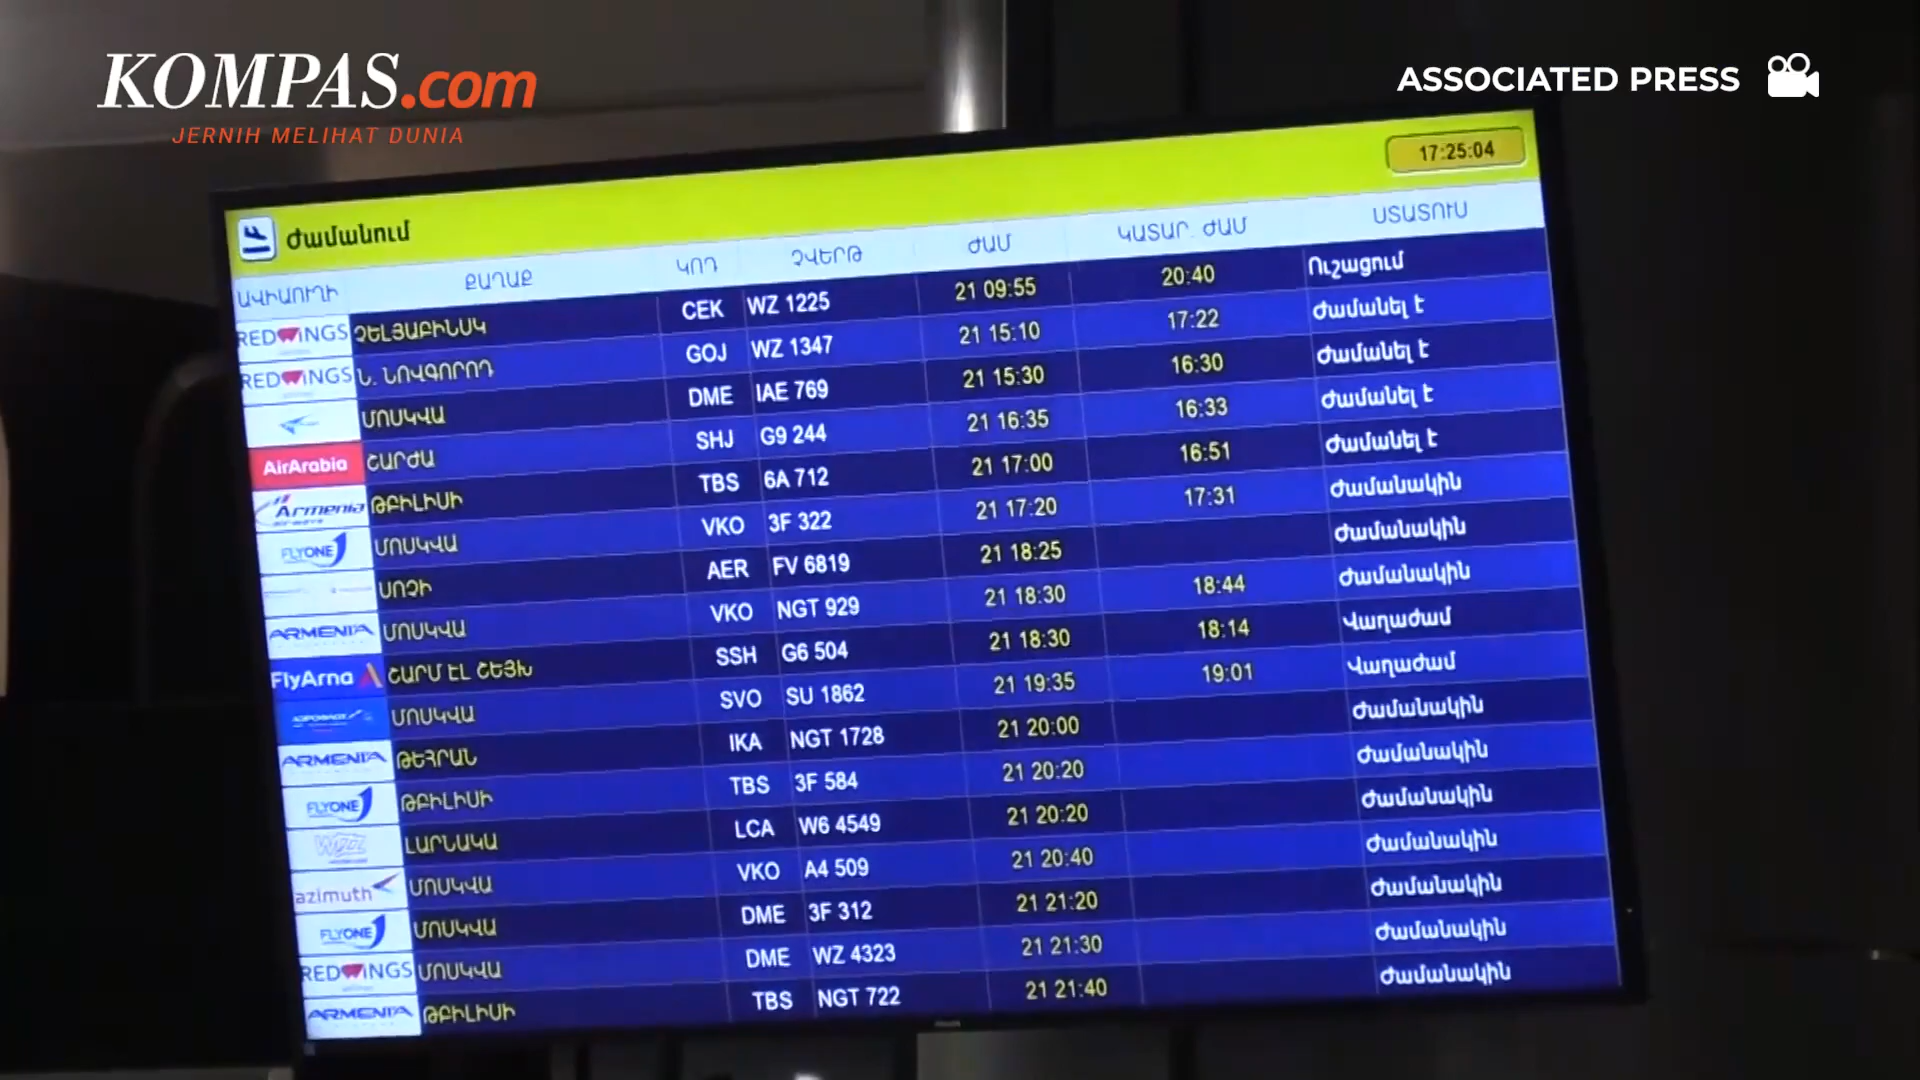 KOMPAS.com
JERNIH MELIHAT DUNIA
ASSOCIATED PRESS
17:25:04
Ժամանում
ԱՎԻԱՈՒՂԻ ՔԱՂԱՔ ԿՈԴ ՉՎԵՐԹ ԺԱՄ ԿԱՏԱՐ. ԺԱՄ ՍՏԱՏՈՒՍ
REDWINGS ՉԵԼՅԱԲԻՆՍԿ CEK WZ 1225 21 09:55 20:40 Ուշացում
REDWINGS Ն. ՆՈՎԳՈՐՈԴ GOJ WZ 1347 21 15:10 17:22 Ժամանել է
ՄՈՍԿՎԱ DME IAE 769 21 15:30 16:30 Ժամանել է
AirArabia ՇԱՐԺԱ SHJ G9 244 21 16:35 16:33 Ժամանել է
Armenia airways ԹԲԻԼԻՍԻ TBS 6A 712 21 17:00 16:51 Ժամանել է
FLYONE ՄՈՍԿՎԱ VKO 3F 322 21 17:20 17:31 Ժամանակին
ՍՈՉԻ AER FV 6819 21 18:25 Ժամանակին
ARMENIA ՄՈՍԿՎԱ VKO NGT 929 21 18:30 18:44 Ժամանակին
FlyArna ՇԱՐՄ ԷԼ ՇԵՅԽ SSH G6 504 21 18:30 18:14 Վաղաժամ
ՄՈՍԿՎԱ SVO SU 1862 21 19:35 19:01 Վաղաժամ
ARMENIA ԹԵՀՐԱՆ IKA NGT 1728 21 20:00 Ժամանակին
FLYONE ԹԲԻԼԻՍԻ TBS 3F 584 21 20:20 Ժամանակին
Wizz ԼԱՐՆԱԿԱ LCA W6 4549 21 20:20 Ժամանակին
azimuth ՄՈՍԿՎԱ VKO A4 509 21 20:40 Ժամանակին
FLYONE ՄՈՍԿՎԱ DME 3F 312 21 21:20 Ժամանակին
REDWINGS ՄՈՍԿՎԱ DME WZ 4323 21 21:30 Ժամանակին
ARMENIA ԹԲԻԼԻՍԻ TBS NGT 722 21 21:40 Ժամանակին